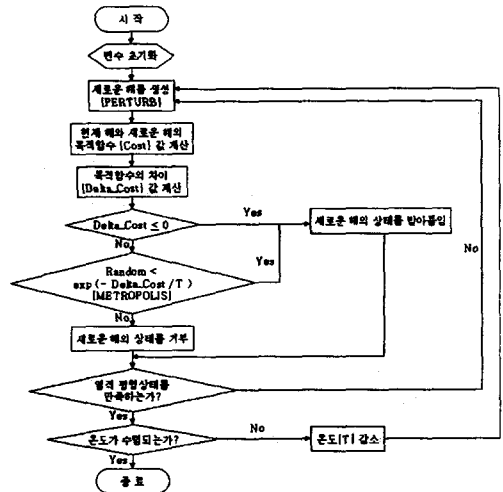 시 작
변수 초기화
새로운 해를 생성
[PERTURB]
현재 해와 새로운 해의
목적함수 [Cost] 값 계산
목적함수의 차이
[Delta_Cost] 값 계산
Delta_Cost ≤ 0
Yes
새로운 해의 상태를 받아들임
No
Random <
exp (- Delta_Cost / T )
[METROPOLIS]
Yes
No
No
새로운 해의 상태를 거부
열적 평형상태를
만족하는가?
Yes
온도가 수렴되는가?
No
온도[T] 감소
Yes
종 료